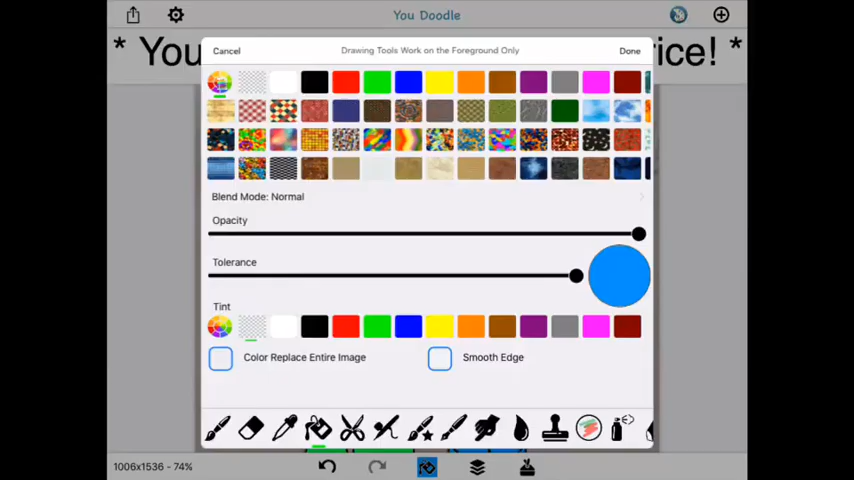 You Doodle
* You
rice! *
Cancel
Drawing Tools Work on the Foreground Only
Done
Blend Mode: Normal
Opacity
Tolerance
Tint
Color Replace Entire Image
Smooth Edge
1006x1536 - 74%